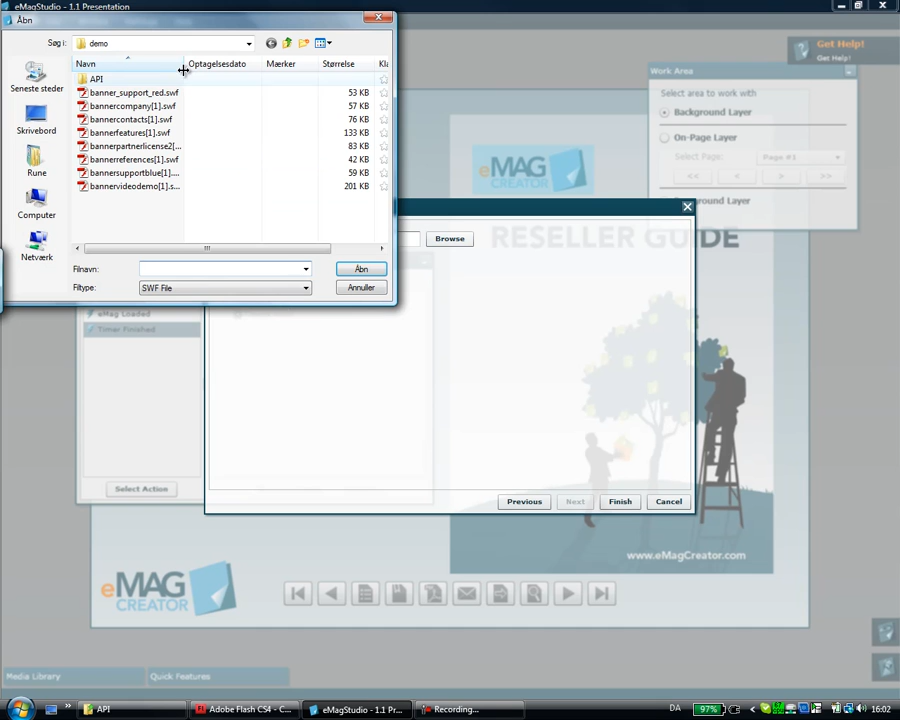 eMagStudio - 1.1 Presentation
Åbn
Søg i:
demo
Navn
Optagelsesdato
Mærker
Størrelse
Kla
Seneste steder
Skrivebord
Rune
Computer
Netværk
API
banner_support_red.swf 53 KB
bannercompany[1].swf 57 KB
bannercontacts[1].swf 76 KB
bannerfeatures[1].swf 133 KB
bannerpartnerlicense2[... 83 KB
bannerreferences[1].swf 42 KB
bannersupportblue[1].... 59 KB
bannervideodemo[1].s... 201 KB
Filnavn:
Åbn
Filtype:
SWF File
Annuller
Get Help!
Get Help!
Work Area
Select area to work with
Background Layer
On-Page Layer
Select Page:
Page #1
<<
<
>
>>
ground Layer
eMAG
CREATOR
Browse
RESELLER GUIDE
eMag Loaded
Timer Finished
Select Action
Previous
Next
Finish
Cancel
www.eMagCreator.com
eMAG
CREATOR
Media Library
Quick Features
API
Adobe Flash CS4 - C...
eMagStudio - 1.1 Pr...
Recording...
DA
97%
16:02